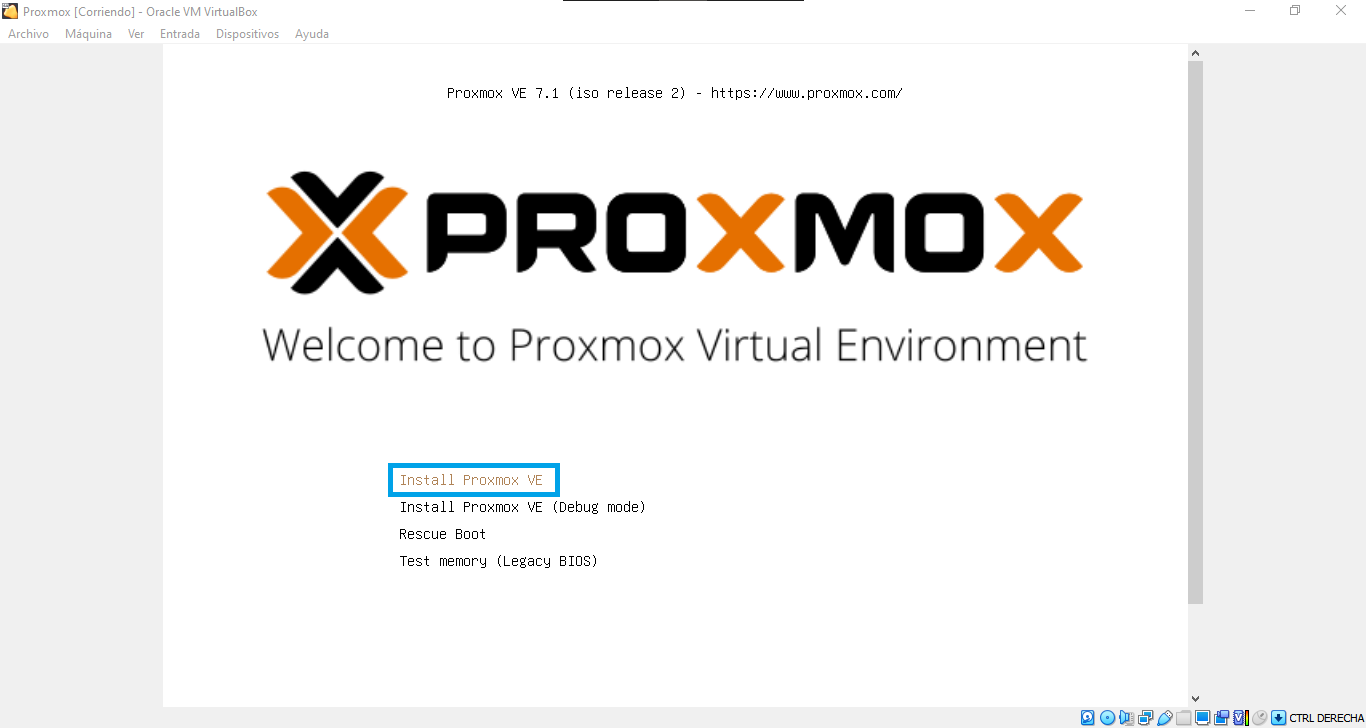 Proxmox [Corriendo] - Oracle VM VirtualBox
Archivo Máquina Ver Entrada Dispositivos Ayuda
Proxmox VE 7.1 (iso release 2) - https://www.proxmox.com/
PROXMOX
Welcome to Proxmox Virtual Environment
Install Proxmox VE
Install Proxmox VE (Debug mode)
Rescue Boot
Test memory (Legacy BIOS)
CTRL DERECHA